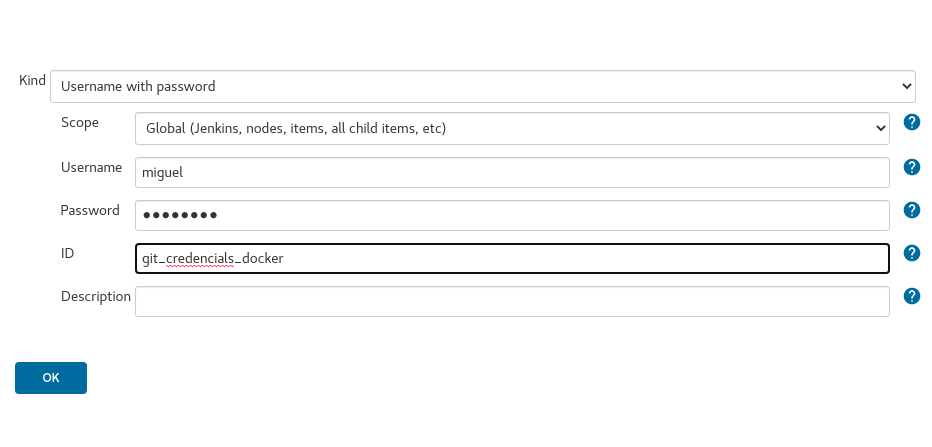 Kind Username with password
Scope Global (Jenkins, nodes, items, all child items, etc) ?
Username miguel ?
Password ●●●●●●●● ?
ID git_credencials_docker ?
Description ?
OK